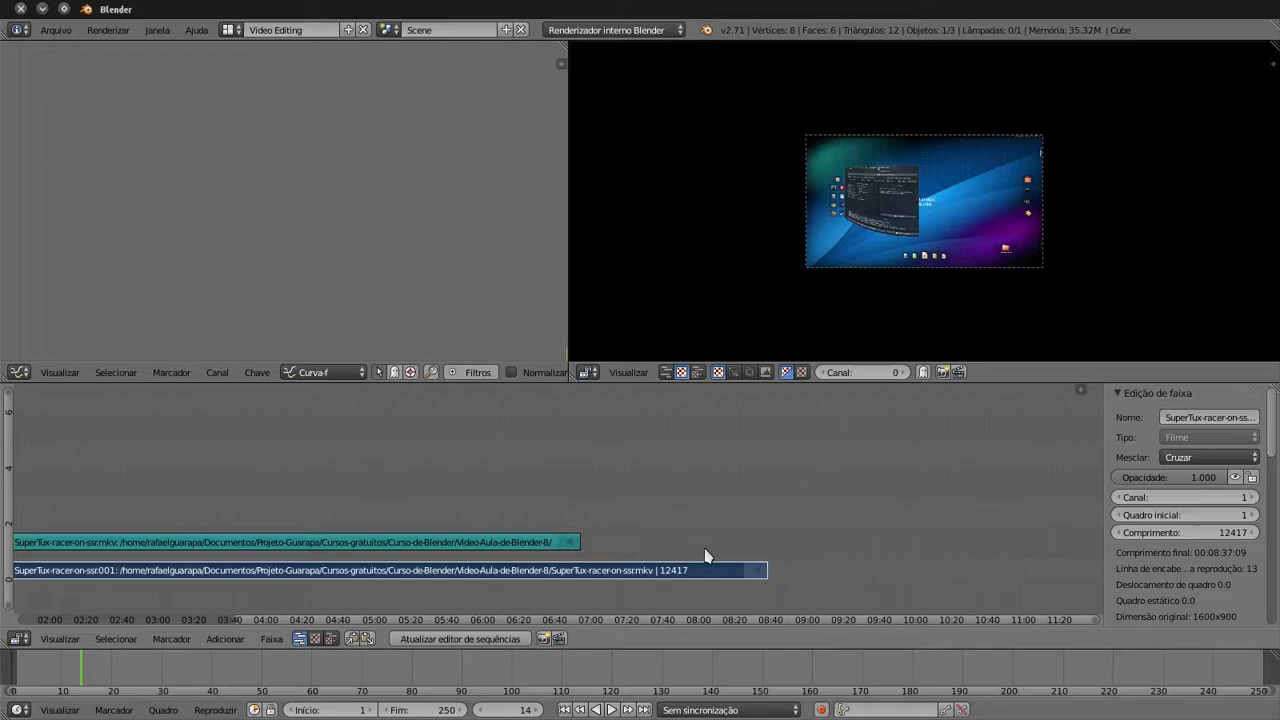 Blender
Arquivo Renderizar Janela Ajuda Video Editing Scene Renderizador interno Blender v2.71 | Vértices: 8 | Faces: 6 | Triângulos: 12 | Objetos: 1/3 | Lâmpadas: 0/1 | Memória: 35.32M | Cube
Visualizar Selecionar Marcador Canal Chave Curva-f Filtros Normalizar
Visualizar Canal: 0
6
4
2
0
SuperTux-racer-on-ssr.mkv: /home/rafaelguarapa/Documentos/Projeto-Guarapa/Cursos-gratuitos/Curso-de-Blender/Video-Aula-de-Blender-8/
SuperTux-racer-on-ssr.001: /home/rafaelguarapa/Documentos/Projeto-Guarapa/Cursos-gratuitos/Curso-de-Blender/Video-Aula-de-Blender-8/SuperTux-racer-on-ssr.mkv | 12417
02:00 02:20 02:40 03:00 03:20 03:40 04:00 04:20 04:40 05:00 05:20 05:40 06:00 06:20 06:40 07:00 07:20 07:40 08:00 08:20 08:40 09:00 09:20 09:40 10:00 10:20 10:40 11:00 11:20
Edição de faixa
Nome: SuperTux-racer-on-ss...
Tipo: Filme
Mesclar: Cruzar
Opacidade: 1.000
Canal: 1
Quadro inicial: 1
Comprimento: 12417
Comprimento final: 00:08:37:09
Linha de encabe...a reprodução: 13
Deslocamento de quadro 0:0
Quadro estático 0:0
Dimensão original: 1600x900
Visualizar Selecionar Marcador Adicionar Faixa Atualizar editor de sequências
0 10 20 30 40 50 60 70 80 90 100 110 120 130 140 150 160 170 180 190 200 210 220 230 240 250
Visualizar Marcador Quadro Reproduzir Início: 1 Fim: 250 14 Sem sincronização